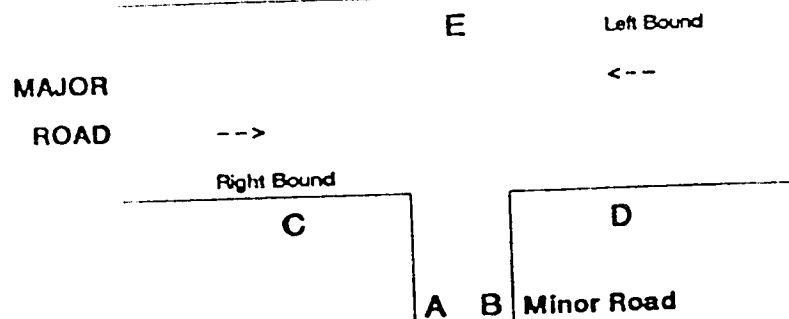 E
Left Bound
<--
MAJOR
ROAD
-->
Right Bound
C
D
A
B
Minor Road